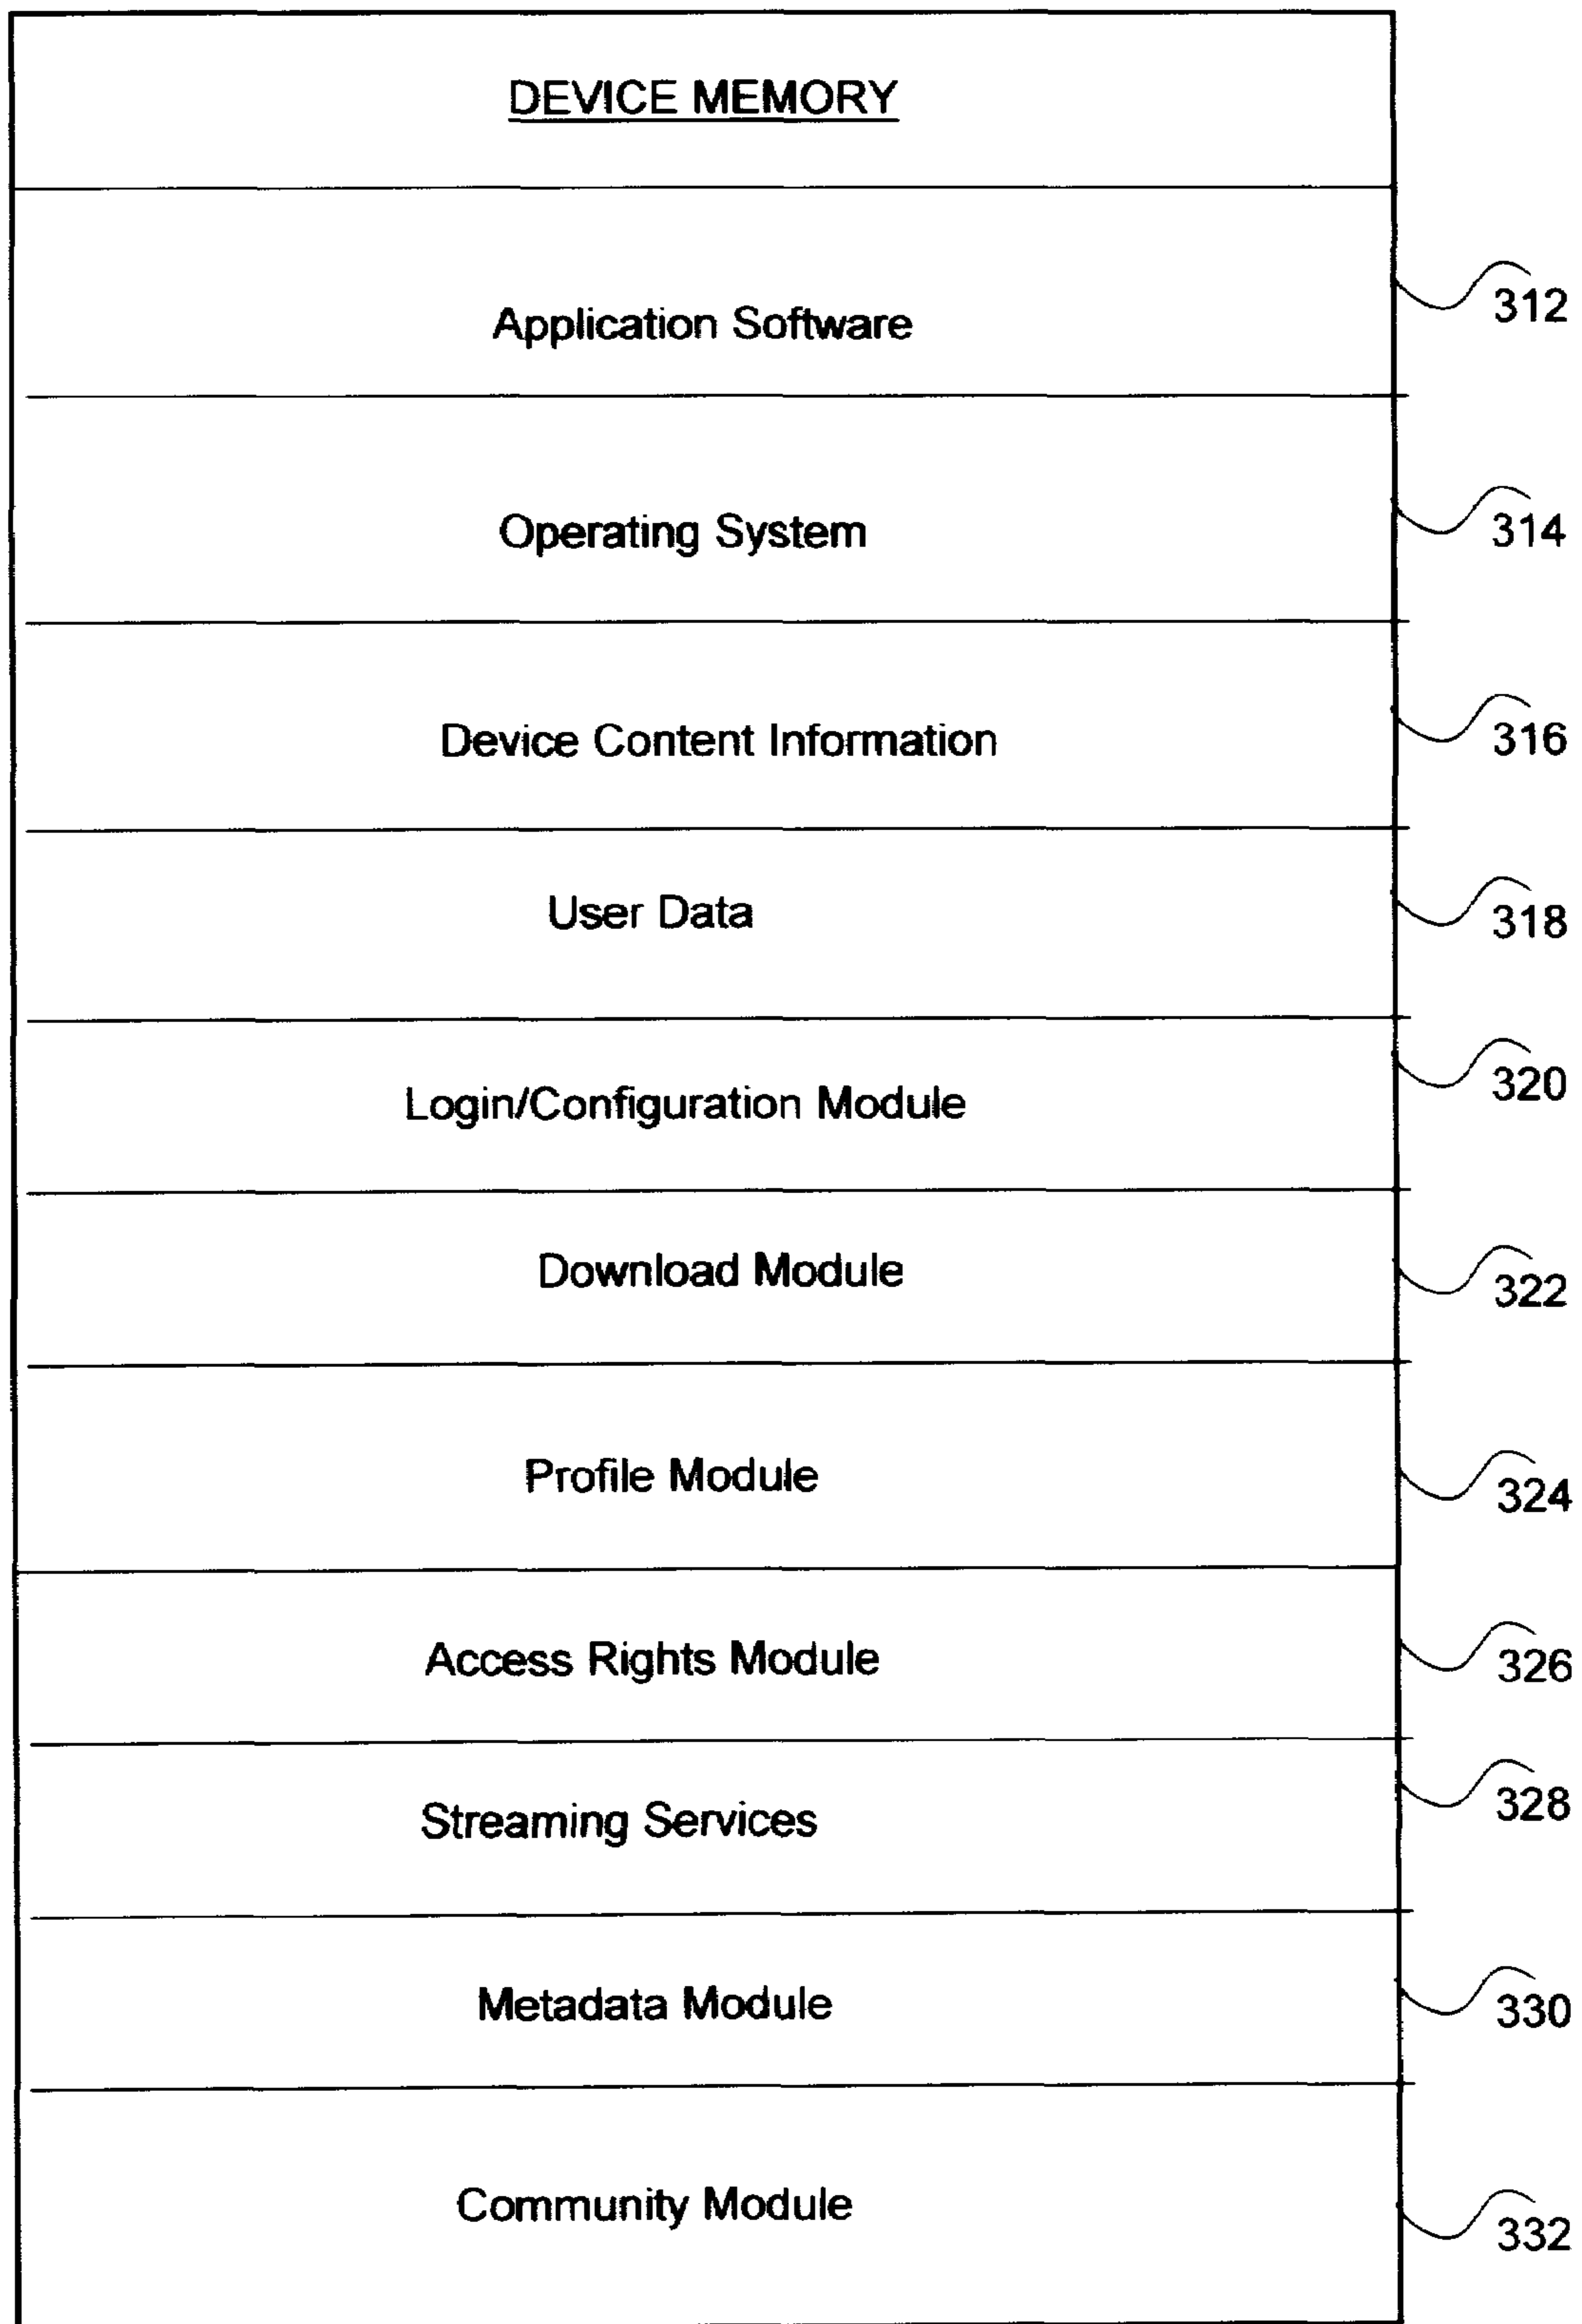 DEVICE MEMORY
Application Software
312
Operating System
314
Device Content Information
316
User Data
318
Login/Configuration Module
320
Download Module
322
Profile Module
324
Access Rights Module
326
Streaming Services
328
Metadata Module
330
Community Module
332